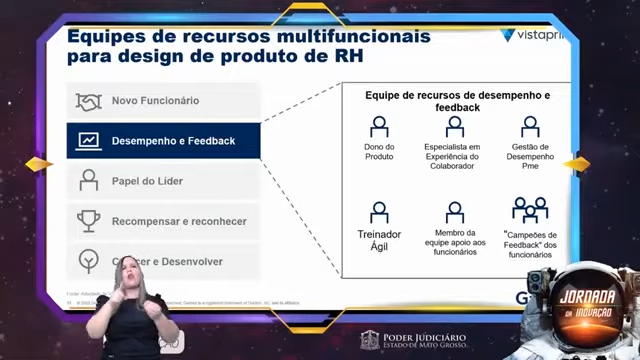 Equipes de recursos multifuncionais
para design de produto de RH
vistaprin
Novo Funcionário
Desempenho e Feedback
Papel do Líder
Recompensar e reconhecer
Desenvolver
Equipe de recursos de desempenho e
feedback
Dono do
Produto
Especialista em
Experiência do
Colaborador
Gestão de
Desempenho
Pme
Treinador
Ágil
Membro da
equipe apoio aos
funcionários
"Campeões de
Feedback" dos
funcionários
JORNADA
DA INOVAÇÃO
PODER JUDICIÁRIO
ESTADO DE MATO GROSSO